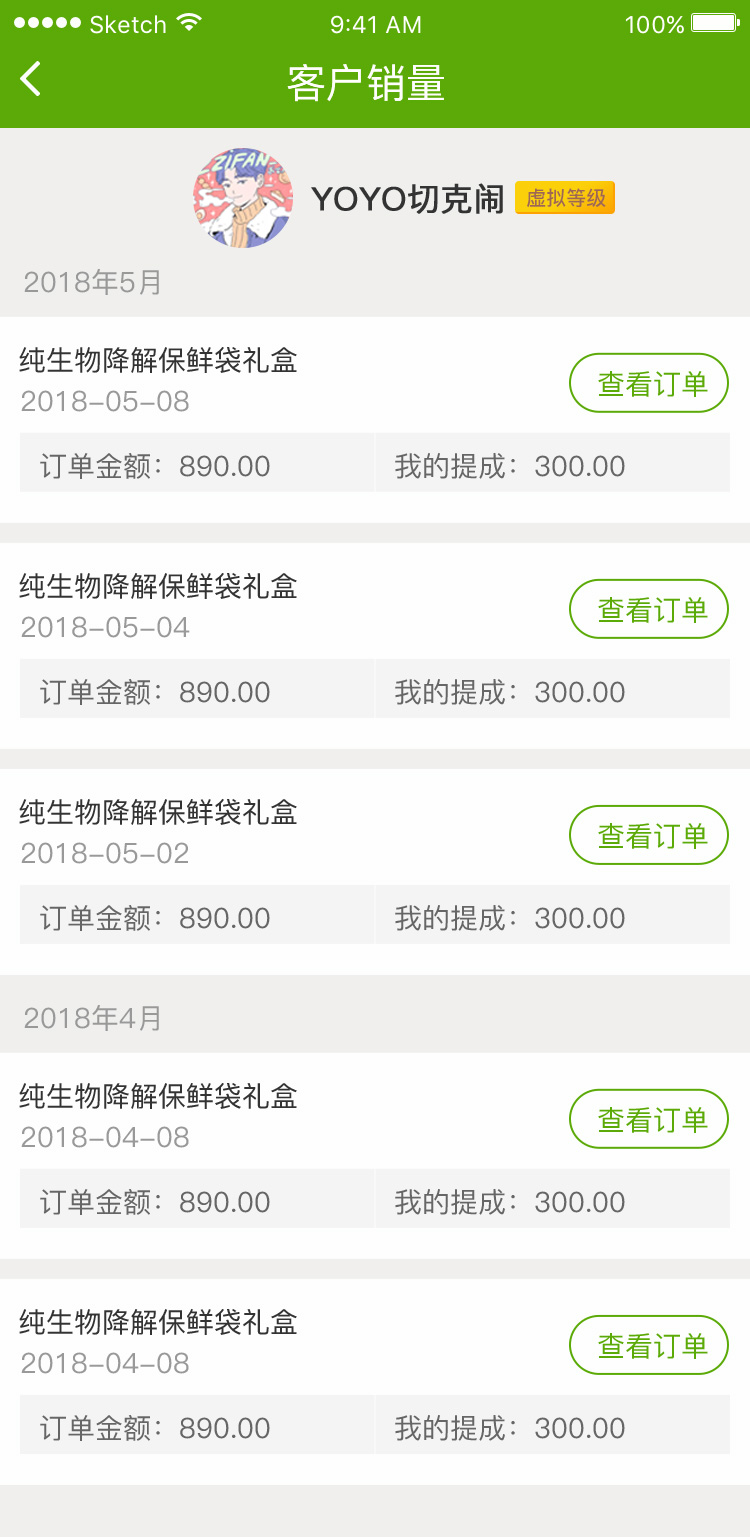 Sketch 9:41 AM 100%
客户销量
ZIFAN
YOYO切克闹 虚拟等级
2018年5月
纯生物降解保鲜袋礼盒
2018-05-08
查看订单
订单金额：890.00 我的提成：300.00
纯生物降解保鲜袋礼盒
2018-05-04
查看订单
订单金额：890.00 我的提成：300.00
纯生物降解保鲜袋礼盒
2018-05-02
查看订单
订单金额：890.00 我的提成：300.00
2018年4月
纯生物降解保鲜袋礼盒
2018-04-08
查看订单
订单金额：890.00 我的提成：300.00
纯生物降解保鲜袋礼盒
2018-04-08
查看订单
订单金额：890.00 我的提成：300.00